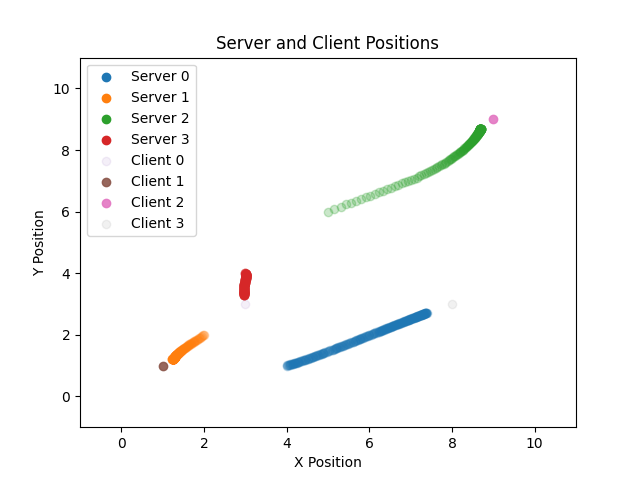 Server and Client Positions
Server 0
Server 1
Server 2
Server 3
Client 0
Client 1
Client 2
Client 3
10
8
6
4
2
0
Y Position
0 2 4 6 8 10
X Position